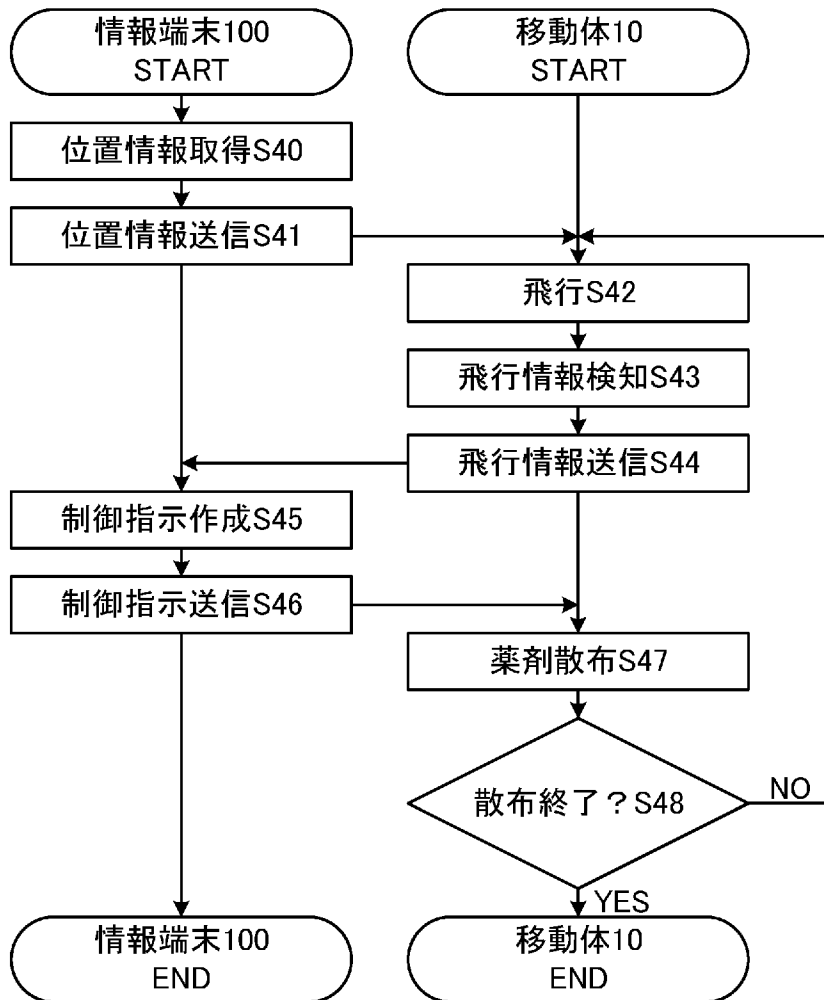 情報端末100
START
移動体10
START
位置情報取得S40
位置情報送信S41
飛行S42
飛行情報検知S43
飛行情報送信S44
制御指示作成S45
制御指示送信S46
薬剤散布S47
散布終了？S48
NO
YES
情報端末100
END
移動体10
END